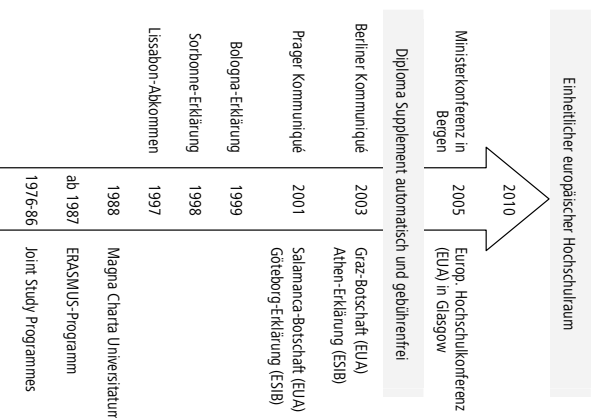 Einheitlicher europäischer Hochschulraum
2010
Ministerkonferenz in
Bergen
2005
Europ. Hochschulkonferenz
(EUA) in Glasgow
Diploma Supplement automatisch und gebührenfrei
Berliner Kommuniqué
2003
Graz-Botschaft (EUA)
Athen-Erklärung (ESIB)
Prager Kommuniqué
2001
Salamanca-Botschaft (EUA)
Göteborg-Erklärung (ESIB)
Bologna-Erklärung
1999
Sorbonne-Erklärung
1998
Lissabon-Abkommen
1997
1988
Magna Charta Universitatum
ab 1987
ERASMUS-Programm
1976-86
Joint Study Programmes